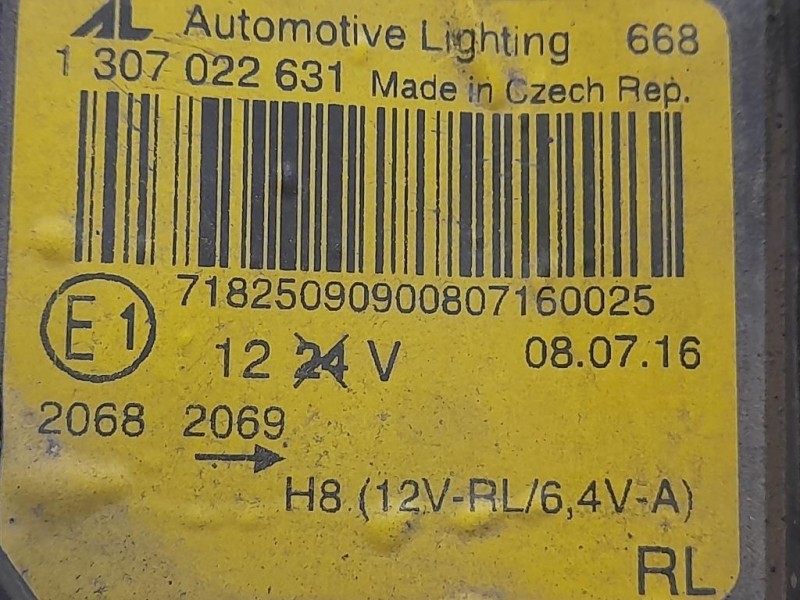 AL Automotive Lighting 668
1 307 022 631 Made in Czech Rep.
71825090900807160025
E1 12 24 V 08.07.16
2068 2069
→
H8 (12V-RL/6,4V-A)
RL